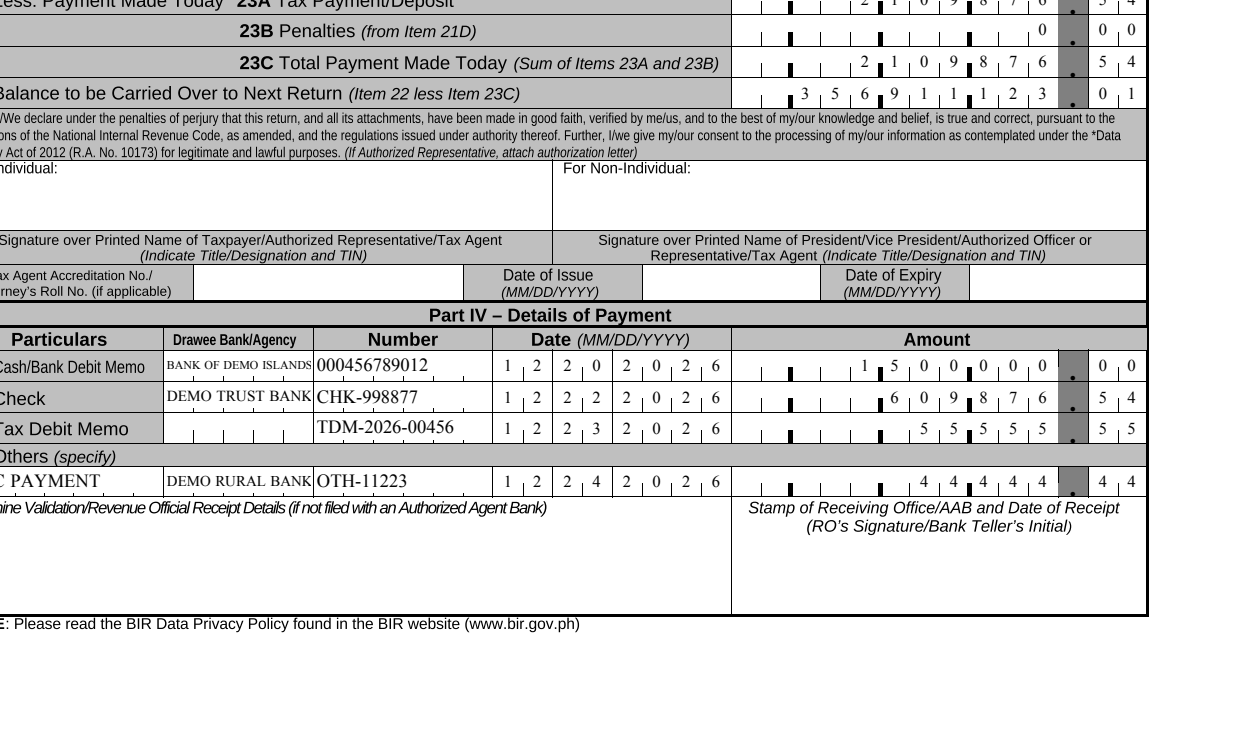 Less: Payment Made Today 23A Tax Payment/Deposit 2 1 0 9 8 7 6 . 5 4
23B Penalties (from Item 21D) 0 . 0 0
23C Total Payment Made Today (Sum of Items 23A and 23B) 2 1 0 9 8 7 6 . 5 4
Balance to be Carried Over to Next Return (Item 22 less Item 23C) 3 5 6 9 1 1 1 2 3 . 0 1
/We declare under the penalties of perjury that this return, and all its attachments, have been made in good faith, verified by me/us, and to the best of my/our knowledge and belief, is true and correct, pursuant to the
ons of the National Internal Revenue Code, as amended, and the regulations issued under authority thereof. Further, I/we give my/our consent to the processing of my/our information as contemplated under the *Data
y Act of 2012 (R.A. No. 10173) for legitimate and lawful purposes. (If Authorized Representative, attach authorization letter)
ndividual: For Non-Individual:
Signature over Printed Name of Taxpayer/Authorized Representative/Tax Agent
(Indicate Title/Designation and TIN)
Signature over Printed Name of President/Vice President/Authorized Officer or
Representative/Tax Agent (Indicate Title/Designation and TIN)
ax Agent Accreditation No./
rney's Roll No. (if applicable)
Date of Issue
(MM/DD/YYYY)
Date of Expiry
(MM/DD/YYYY)
Part IV – Details of Payment
Particulars Drawee Bank/Agency Number Date (MM/DD/YYYY) Amount
Cash/Bank Debit Memo BANK OF DEMO ISLANDS 000456789012 1 2 2 0 2 0 2 6 1 5 0 0 0 0 0 . 0 0
Check DEMO TRUST BANK CHK-998877 1 2 2 2 2 0 2 6 6 0 9 8 7 6 . 5 4
Tax Debit Memo TDM-2026-00456 1 2 2 3 2 0 2 6 5 5 5 5 5 . 5 5
Others (specify)
C PAYMENT DEMO RURAL BANK OTH-11223 1 2 2 4 2 0 2 6 4 4 4 4 4 . 4 4
ine Validation/Revenue Official Receipt Details (if not filed with an Authorized Agent Bank)
Stamp of Receiving Office/AAB and Date of Receipt
(RO's Signature/Bank Teller's Initial)
E: Please read the BIR Data Privacy Policy found in the BIR website (www.bir.gov.ph)